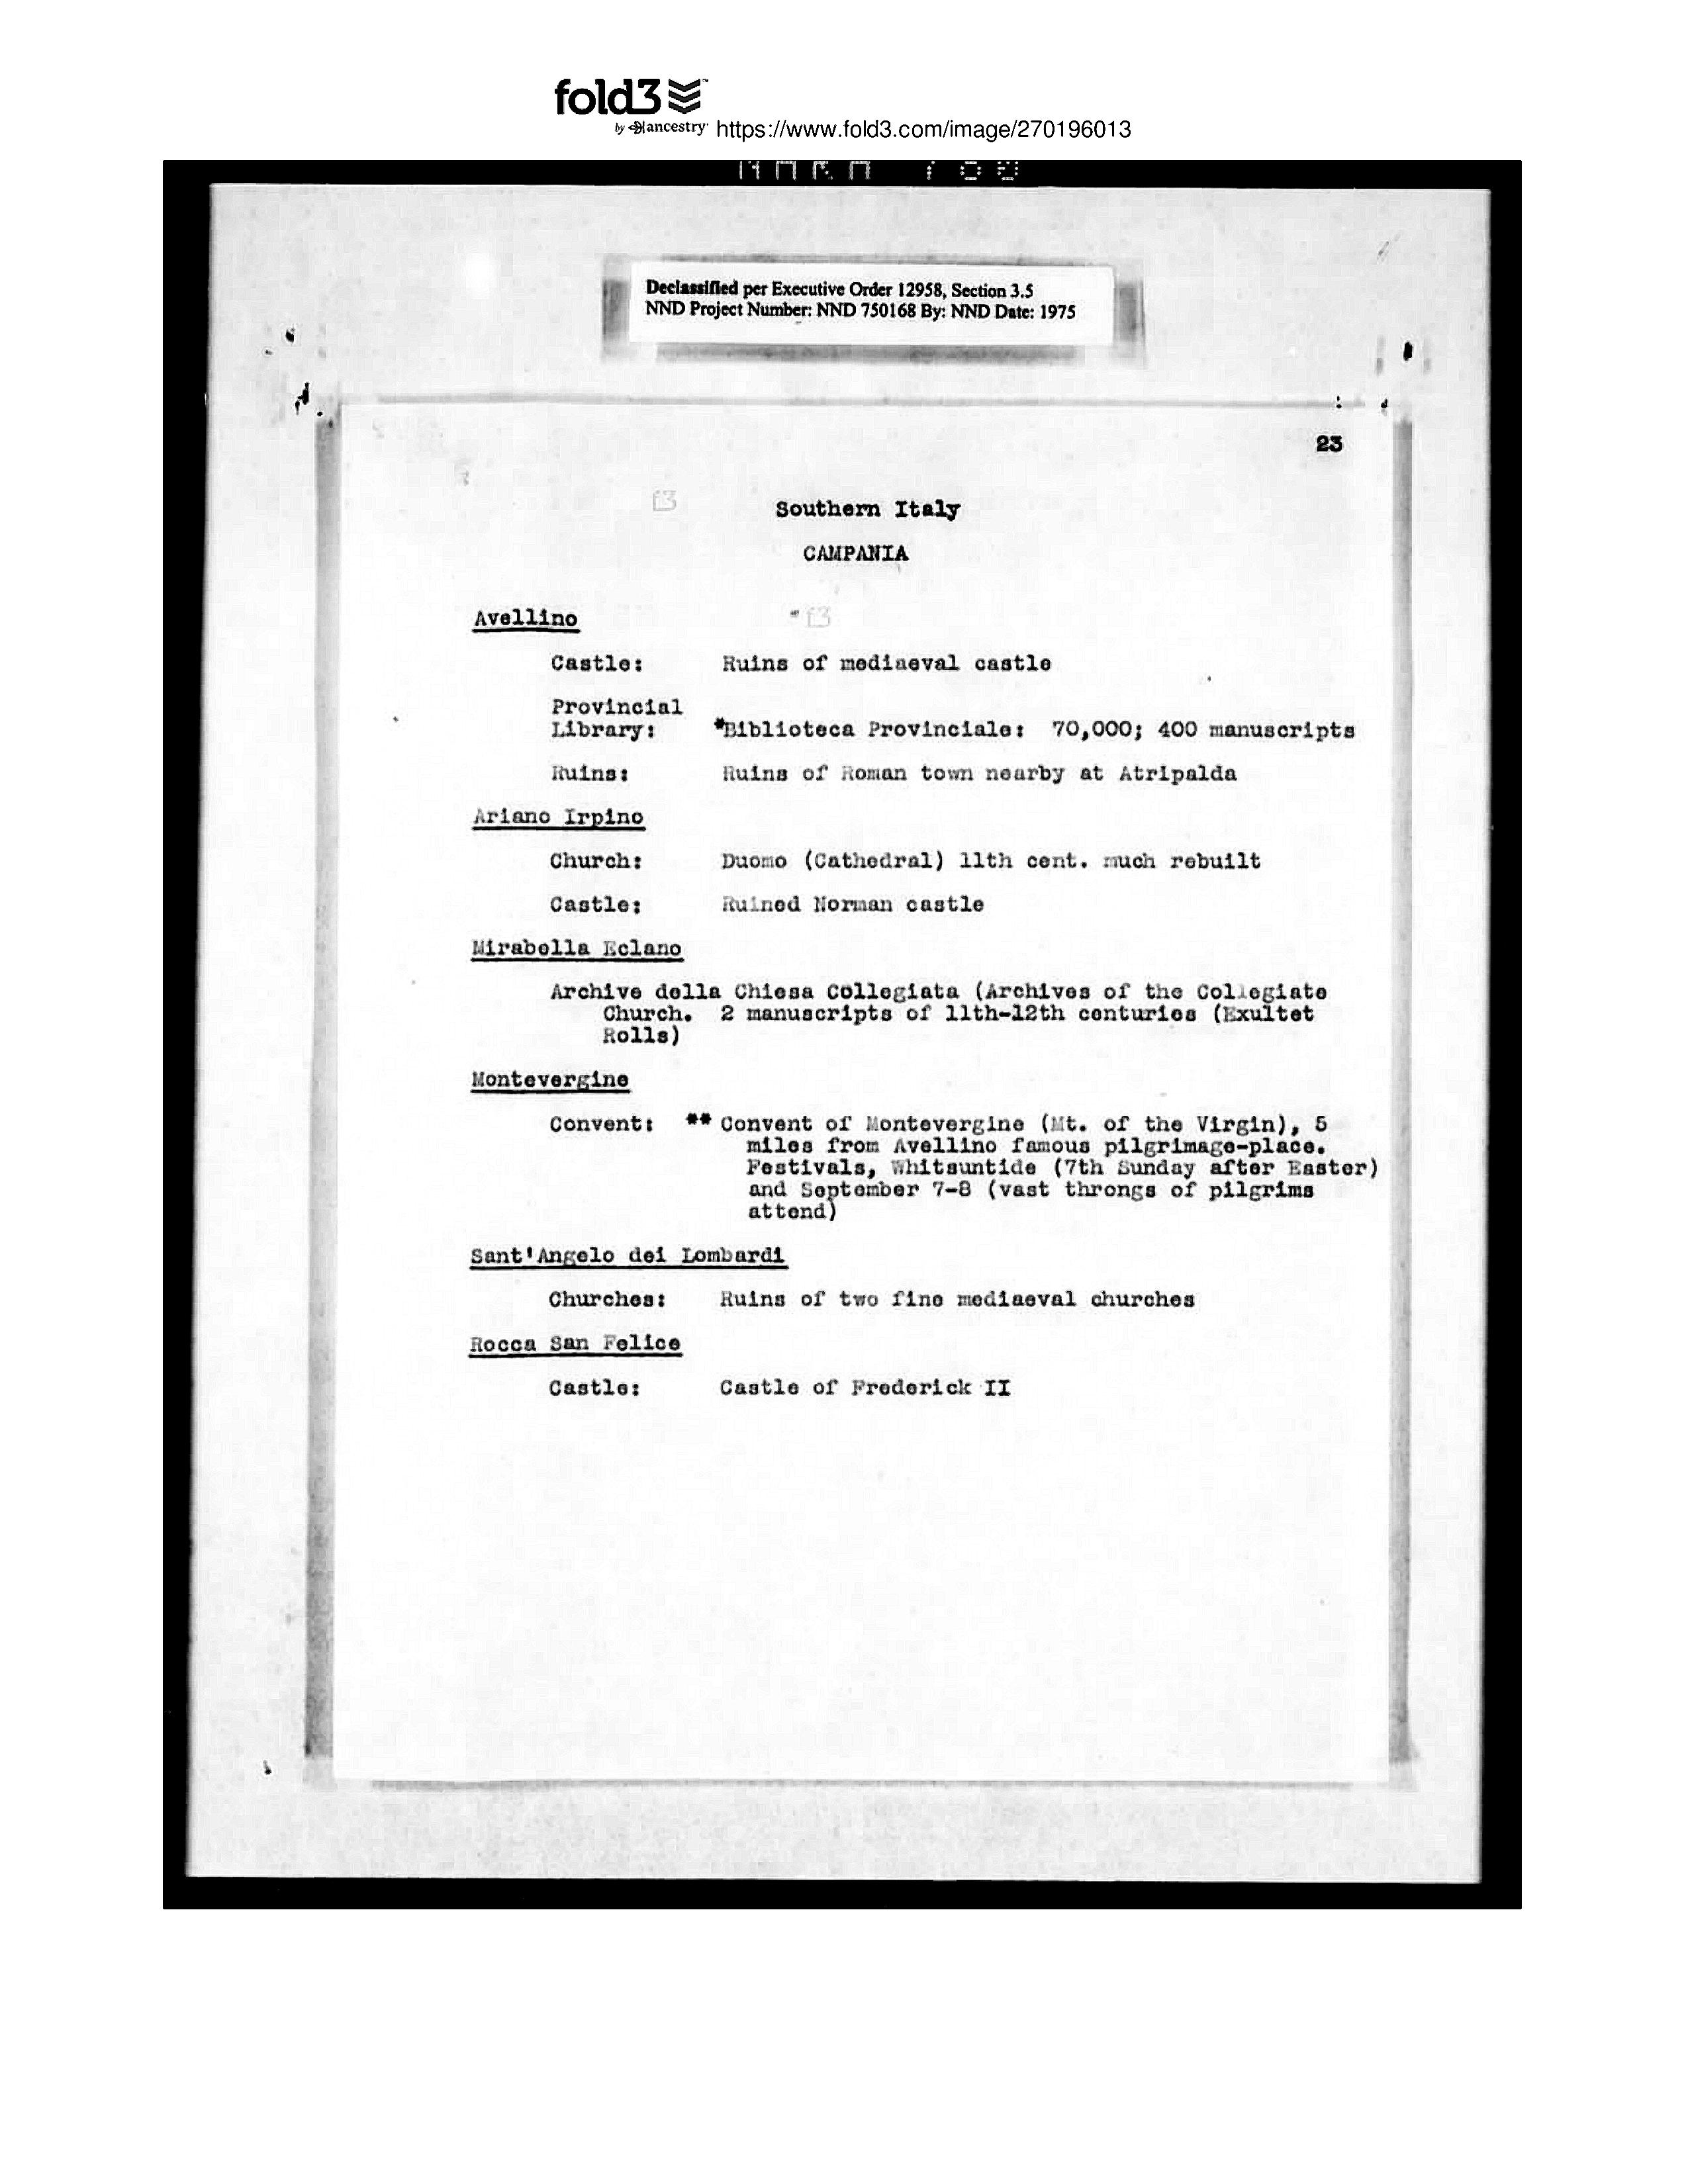 fold3
by ancestry https://www.fold3.com/image/270196013
Declassified per Executive Order 12958, Section 3.5
NND Project Number: NND 750168 By: NND Date: 1975
23
f3
Southern Italy
CAMPANIA
f3
Avellino
Castle: Ruins of mediaeval castle
Provincial
Library: *Biblioteca Provinciale: 70,000; 400 manuscripts
Ruins: Ruins of Roman town nearby at Atripalda
Ariano Irpino
Church: Duomo (Cathedral) 11th cent. much rebuilt
Castle: Ruined Norman castle
Mirabella Eclano
Archive della Chiesa Collegiata (Archives of the Collegiate
Church. 2 manuscripts of 11th-12th centuries (Exultet
Rolls)
Montevergine
Convent: ** Convent of Montevergine (Mt. of the Virgin), 5
miles from Avellino famous pilgrimage-place.
Festivals, Whitsuntide (7th Sunday after Easter)
and September 7-8 (vast throngs of pilgrims
attend)
Sant'Angelo dei Lombardi
Churches: Ruins of two fine mediaeval churches
Rocca San Felice
Castle: Castle of Frederick II